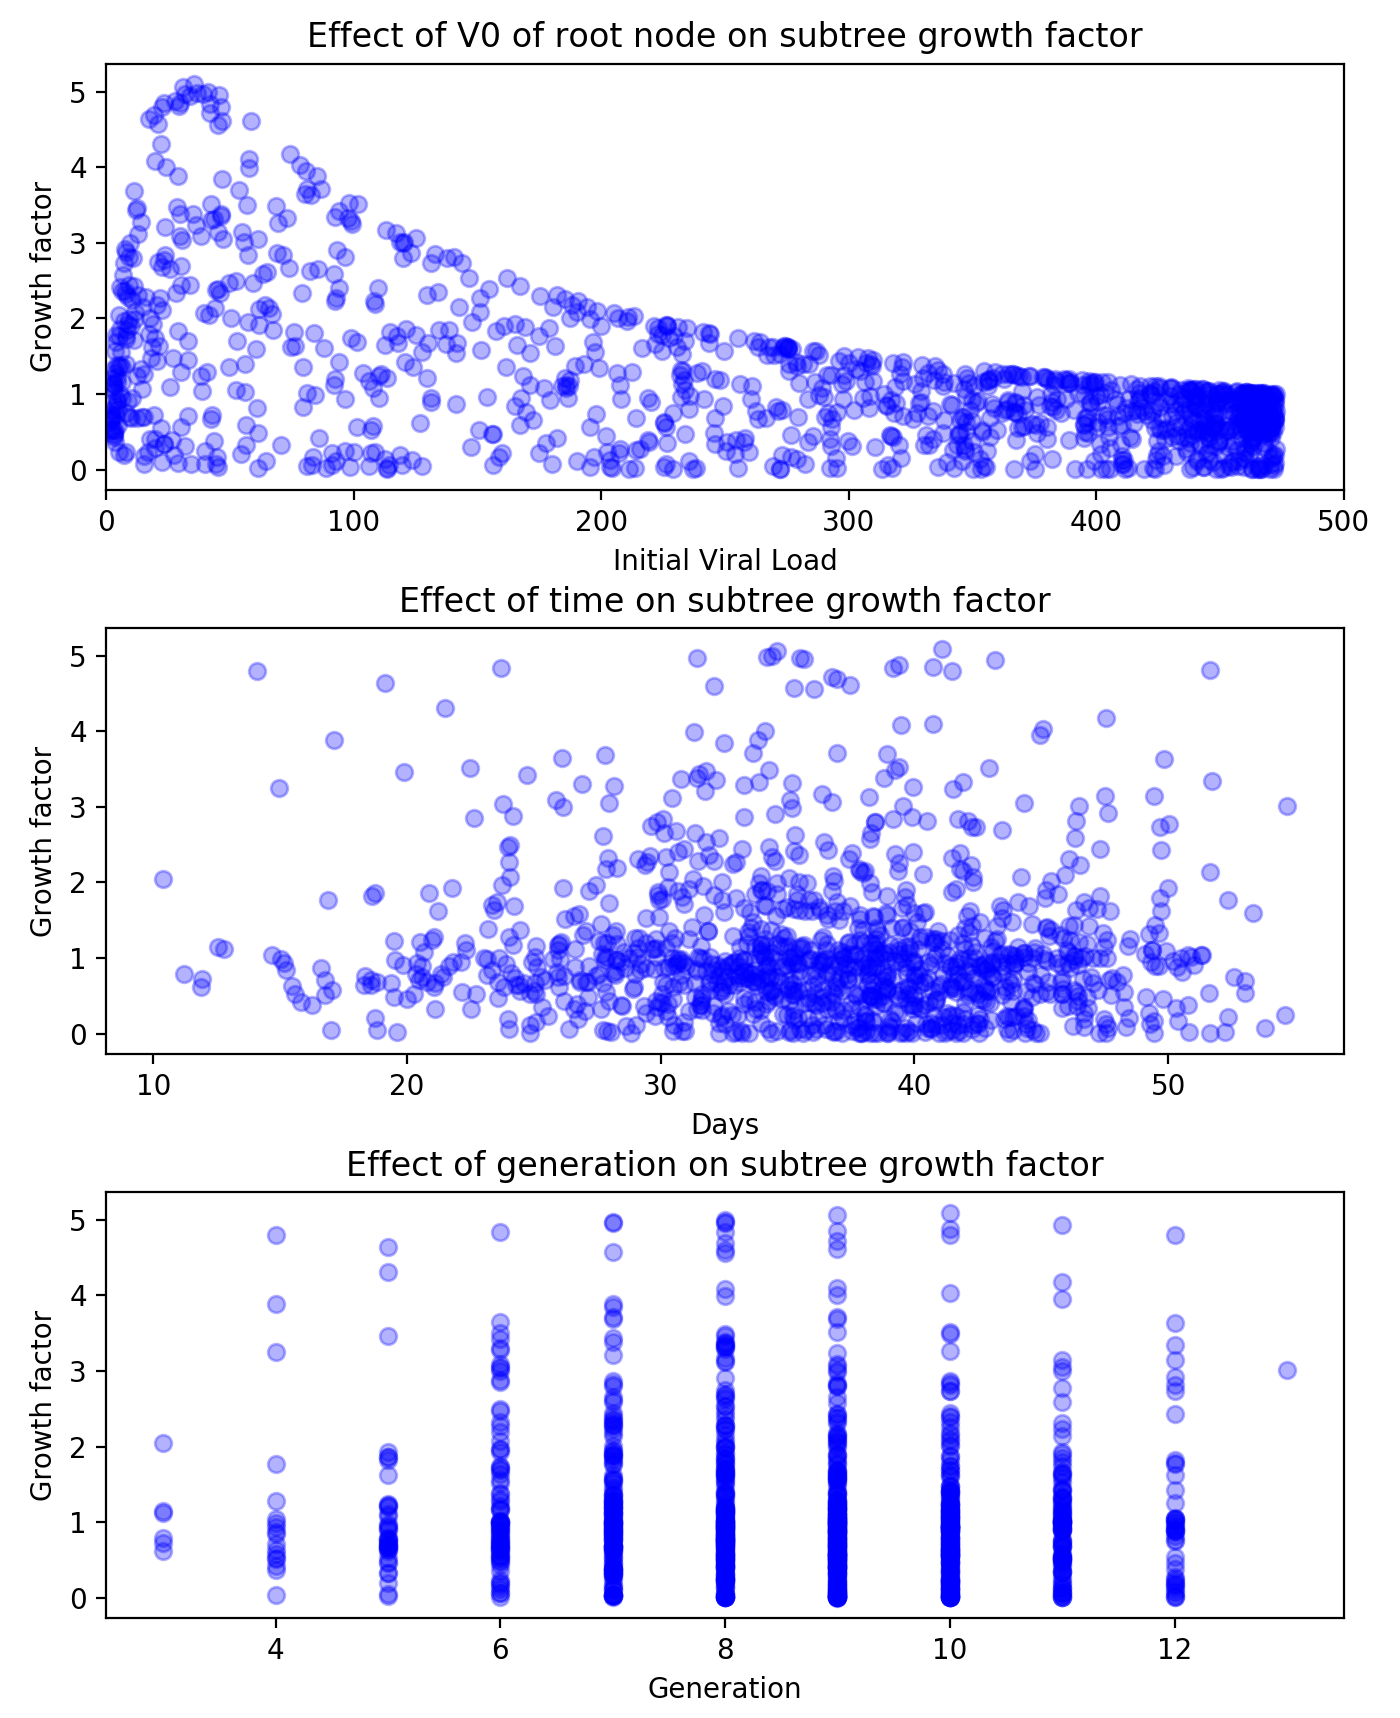 Effect of V0 of root node on subtree growth factor
5
4
3
2
1
0
Growth factor
0 100 200 300 400 500
Initial Viral Load
Effect of time on subtree growth factor
5
4
3
2
1
0
Growth factor
10 20 30 40 50
Days
Effect of generation on subtree growth factor
5
4
3
2
1
0
Growth factor
4 6 8 10 12
Generation